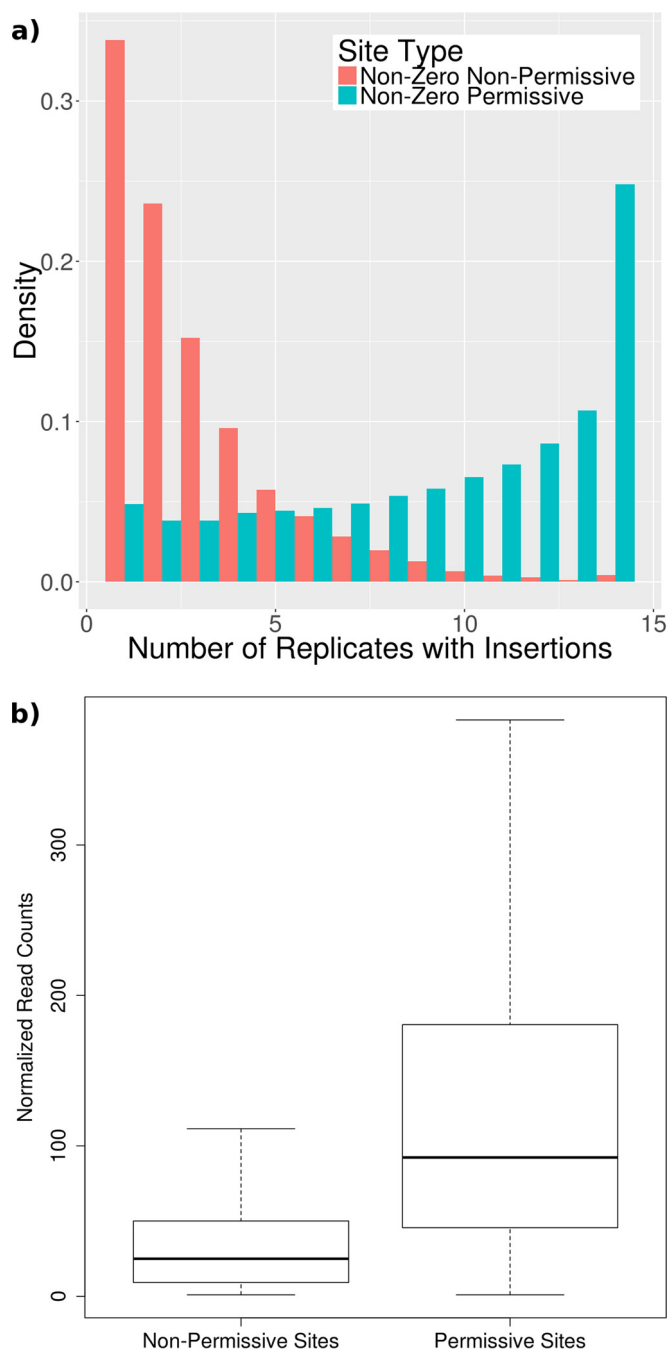 a)
Site Type
Non-Zero Non-Permissive
Non-Zero Permissive
Density
0.3
0.2
0.1
0.0
0 5 10 15
Number of Replicates with Insertions
b)
Normalized Read Counts
300
200
100
0
Non-Permissive Sites Permissive Sites